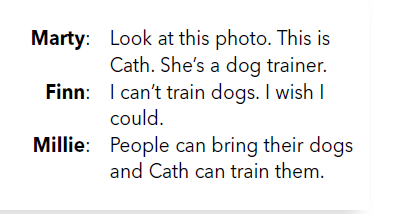 Marty: Look at this photo. This is
Cath. She’s a dog trainer.
Finn: I can’t train dogs. I wish I
could.
Millie: People can bring their dogs
and Cath can train them.